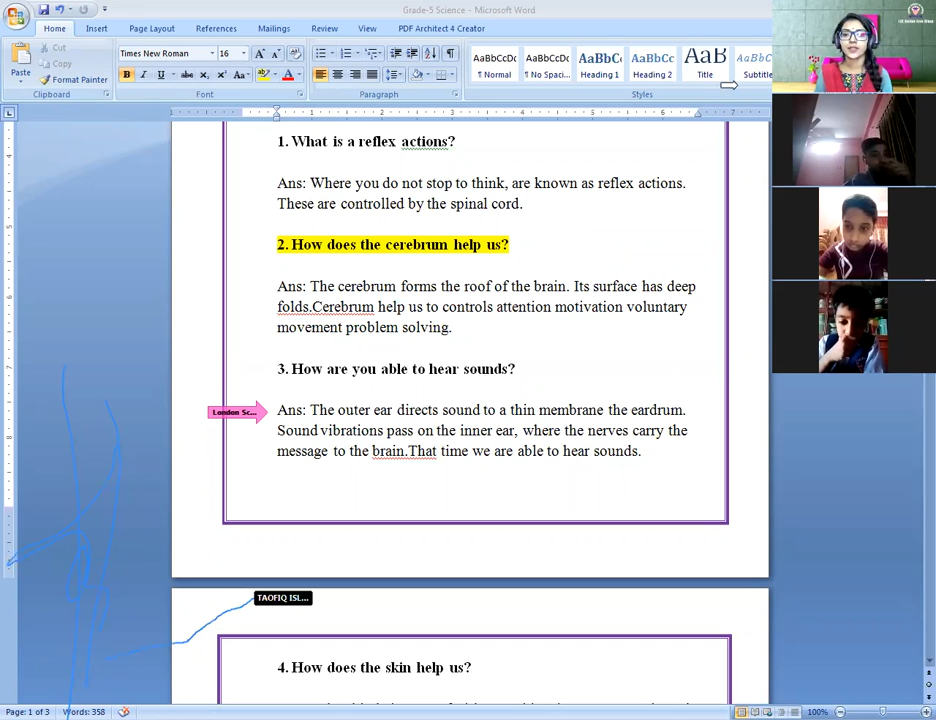 Grade-5 Science - Microsoft Word
Home Insert Page Layout References Mailings Review View PDF Architect 4 Creator
Paste
Cut
Copy
Format Painter
Clipboard
Times New Roman 16
Font
Paragraph
AaBbCcDc AaBbCcDc AaBbC AaBbCc AaB AaBbCc
¶ Normal ¶ No Spaci... Heading 1 Heading 2 Title Subtitle
Styles
1. What is a reflex actions?
Ans: Where you do not stop to think, are known as reflex actions.
These are controlled by the spinal cord.
2. How does the cerebrum help us?
Ans: The cerebrum forms the roof of the brain. Its surface has deep
folds.Cerebrum help us to controls attention motivation voluntary
movement problem solving.
3. How are you able to hear sounds?
London Sc...
Ans: The outer ear directs sound to a thin membrane the eardrum.
Sound vibrations pass on the inner ear, where the nerves carry the
message to the brain.That time we are able to hear sounds.
TAOFIQ ISL...
4. How does the skin help us?
Page: 1 of 3 Words: 358 100%